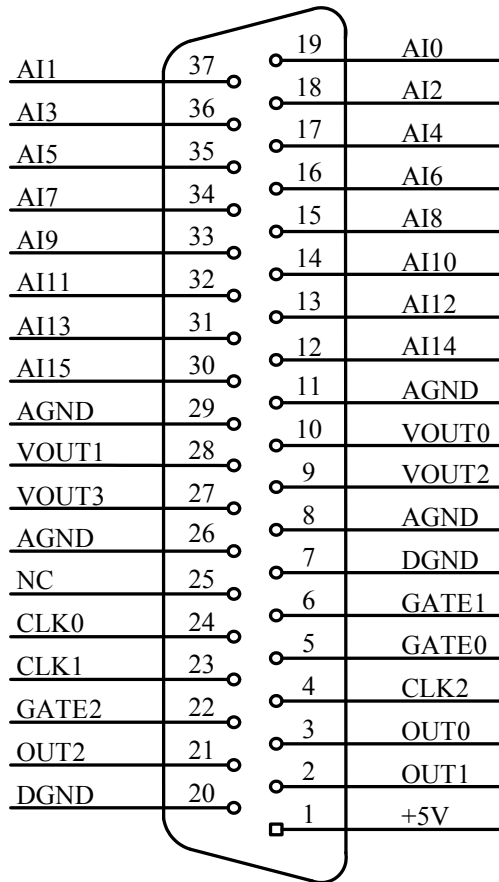 19 AI0
AI1 37
18 AI2
AI3 36
17 AI4
AI5 35
16 AI6
AI7 34
15 AI8
AI9 33
14 AI10
AI11 32
13 AI12
AI13 31
12 AI14
AI15 30
11 AGND
AGND 29
10 VOUT0
VOUT1 28
9 VOUT2
VOUT3 27
8 AGND
AGND 26
7 DGND
NC 25
6 GATE1
CLK0 24
5 GATE0
CLK1 23
4 CLK2
GATE2 22
3 OUT0
OUT2 21
2 OUT1
DGND 20
1 +5V